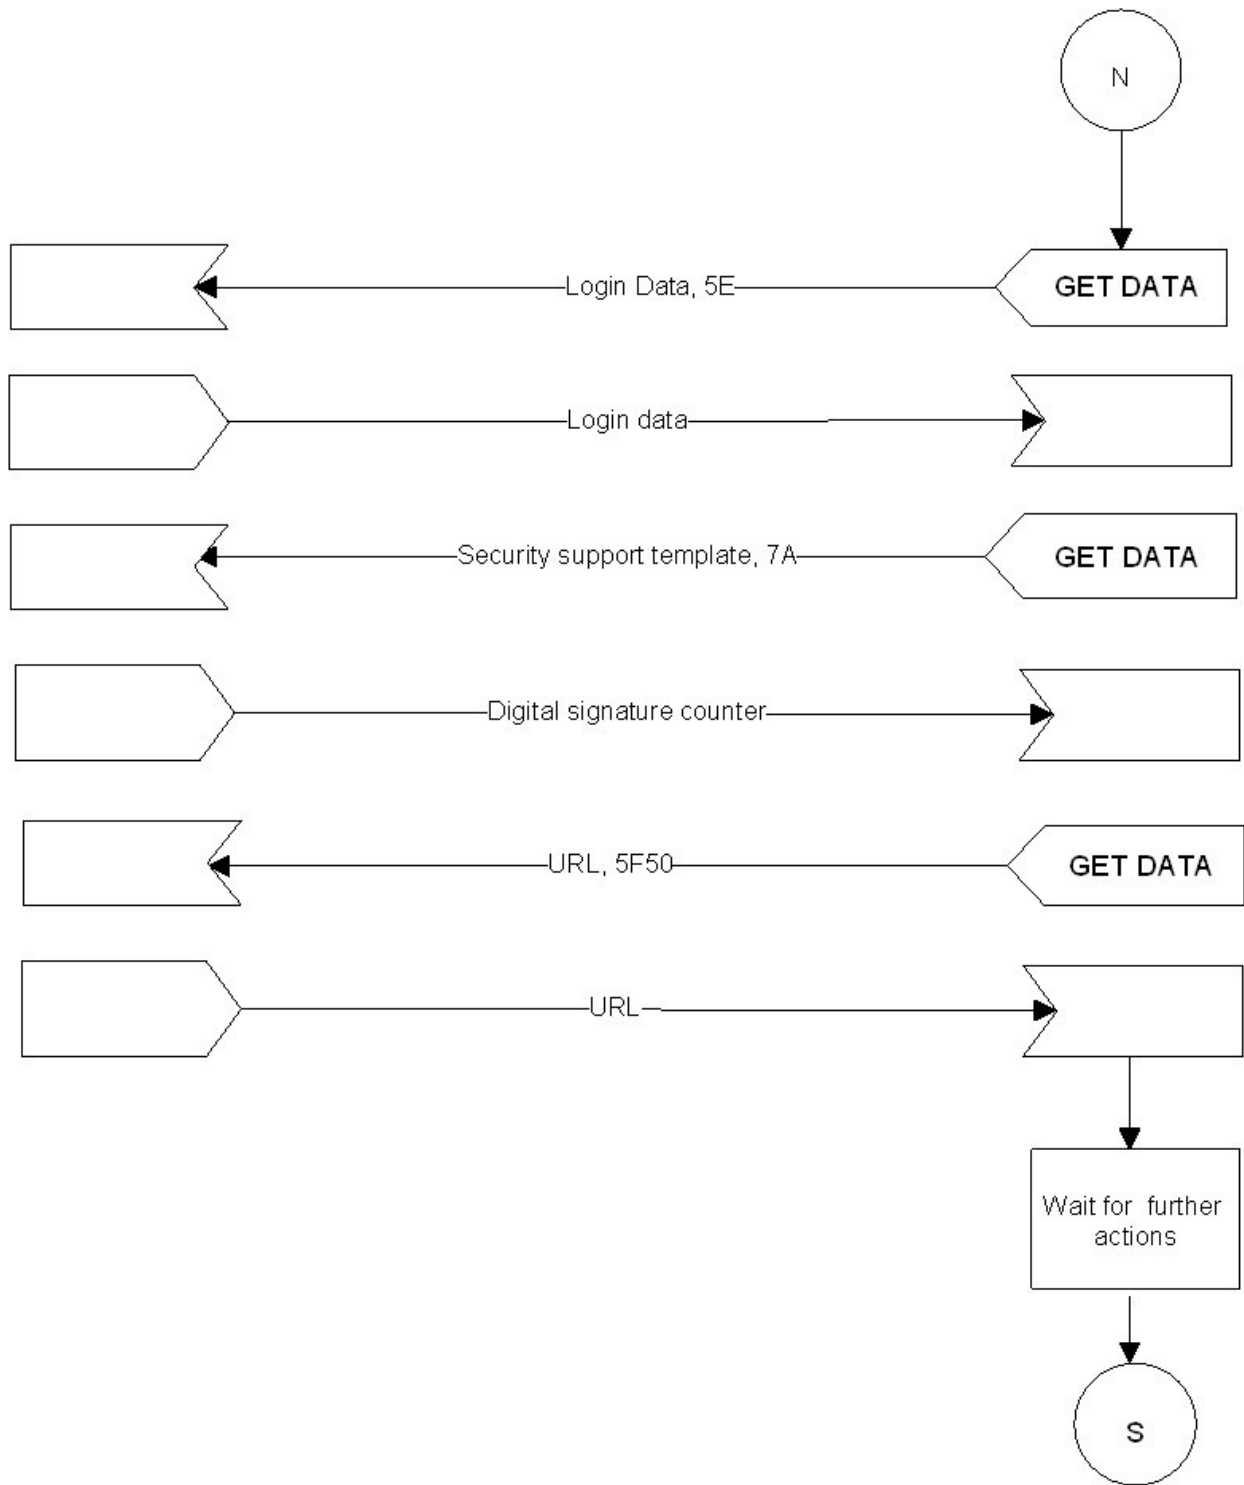 N
Login Data, 5E
GET DATA
Login data
Security support template, 7A
GET DATA
Digital signature counter
URL, 5F50
GET DATA
URL
Wait for further
actions
S